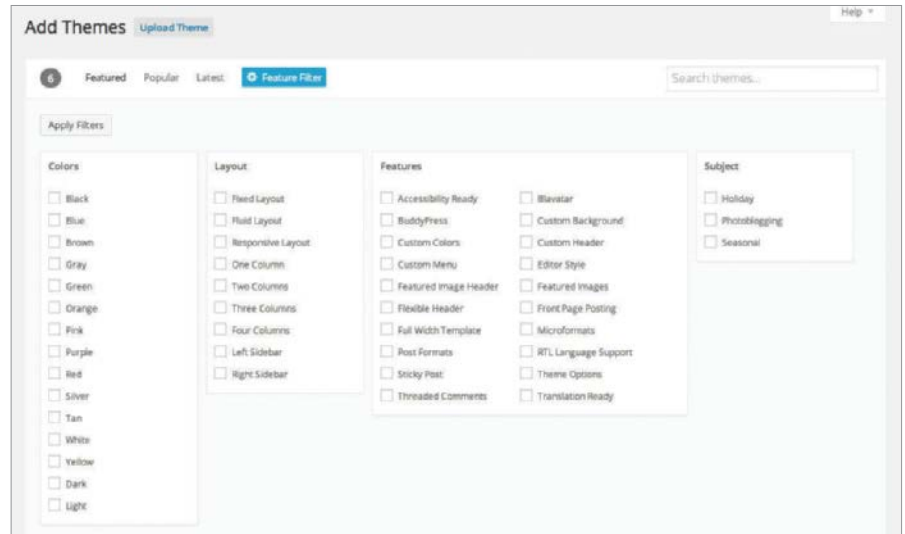 Help
Add Themes Upload Theme
6 Featured Popular Latest Feature Filter Search themes...
Apply Filters
Colors
Black
Blue
Brown
Gray
Green
Orange
Pink
Purple
Red
Silver
Tan
White
Yellow
Dark
Light
Layout
Fixed Layout
Fluid Layout
Responsive Layout
One Column
Two Columns
Three Columns
Four Columns
Left Sidebar
Right Sidebar
Features
Accessibility Ready
BuddyPress
Custom Colors
Custom Menu
Featured Image Header
Flexible Header
Full Width Template
Post Formats
Sticky Post
Threaded Comments
Blavatar
Custom Background
Custom Header
Editor Style
Featured Images
Front Page Posting
Microformats
RTL Language Support
Theme Options
Translation Ready
Subject
Holiday
Photoblogging
Seasonal